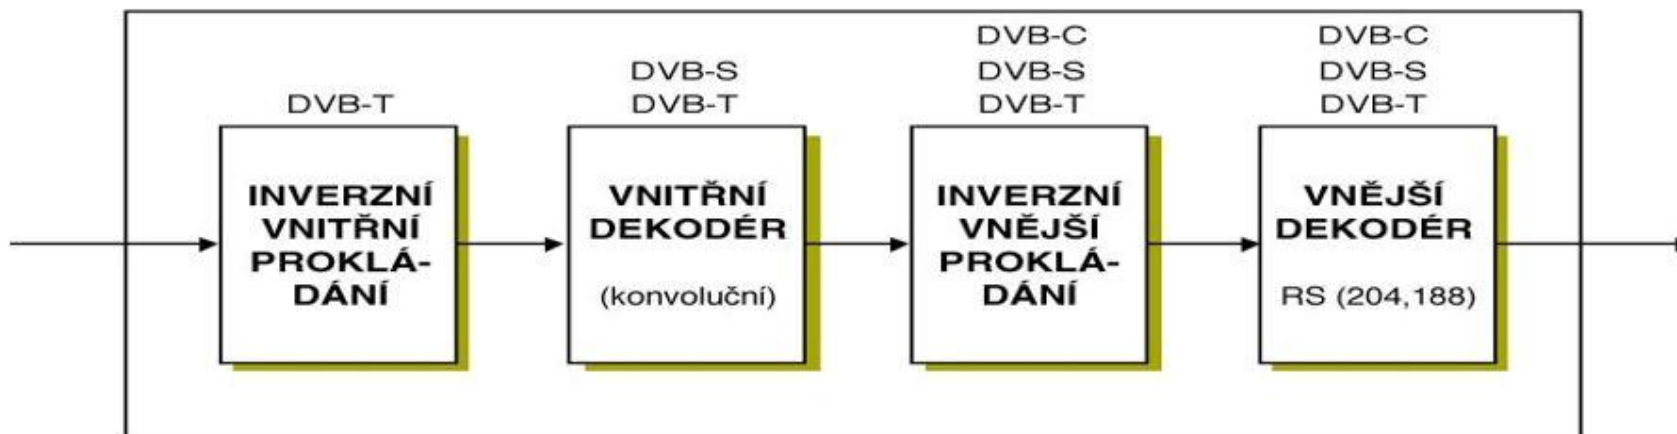 DVB-T
INVERZNÍ
VNITŘNÍ
PROKLÁ-
DÁNÍ
DVB-S
DVB-T
VNITŘNÍ
DEKODÉR
(konvoluční)
DVB-C
DVB-S
DVB-T
INVERZNÍ
VNĚJŠÍ
PROKLÁ-
DÁNÍ
DVB-C
DVB-S
DVB-T
VNĚJŠÍ
DEKODÉR
RS (204,188)